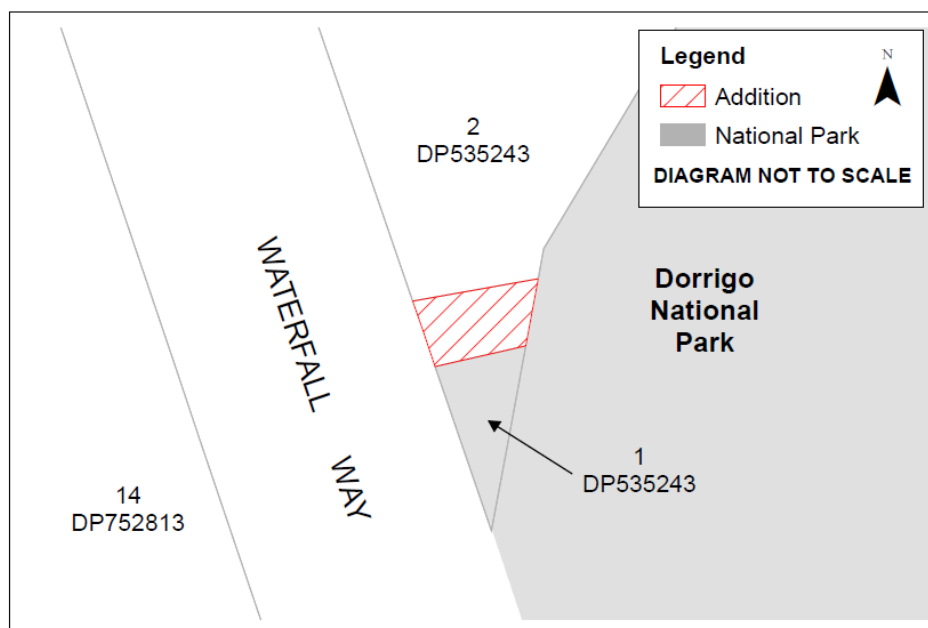 Legend
N
Addition
National Park
DIAGRAM NOT TO SCALE
2
DP535243
WATERFALL WAY
Dorrigo
National
Park
1
DP535243
14
DP752813